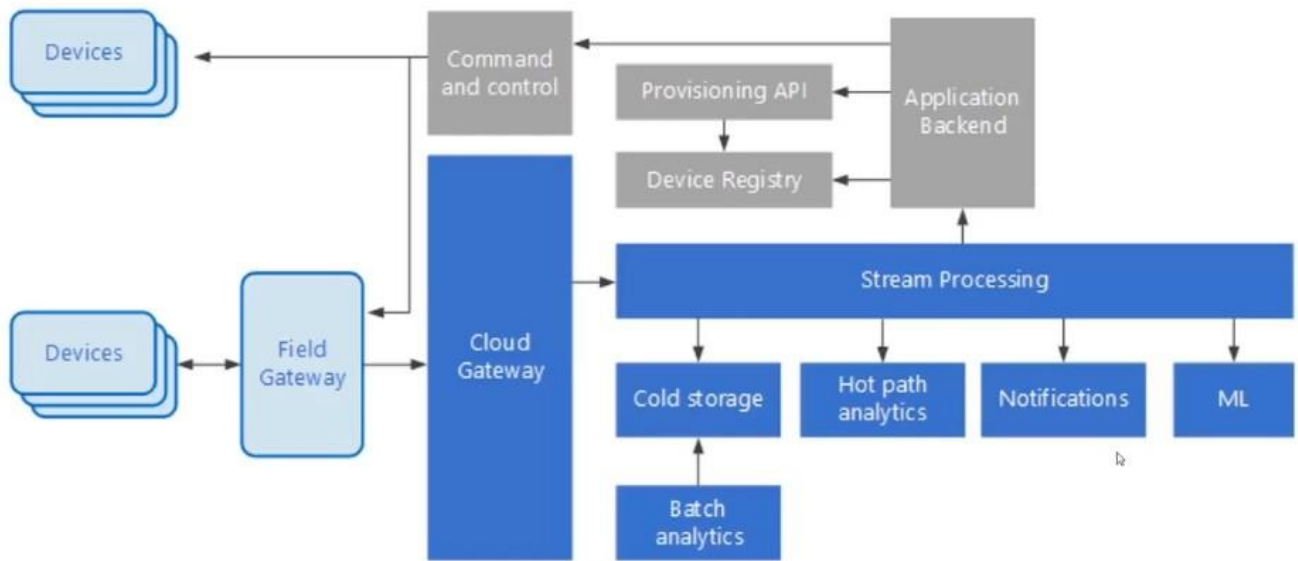 Devices
Command
and control
Provisioning API
Application
Backend
Device Registry
Stream Processing
Devices
Field
Gateway
Cloud
Gateway
Cold storage
Hot path
analytics
Notifications
ML
Batch
analytics